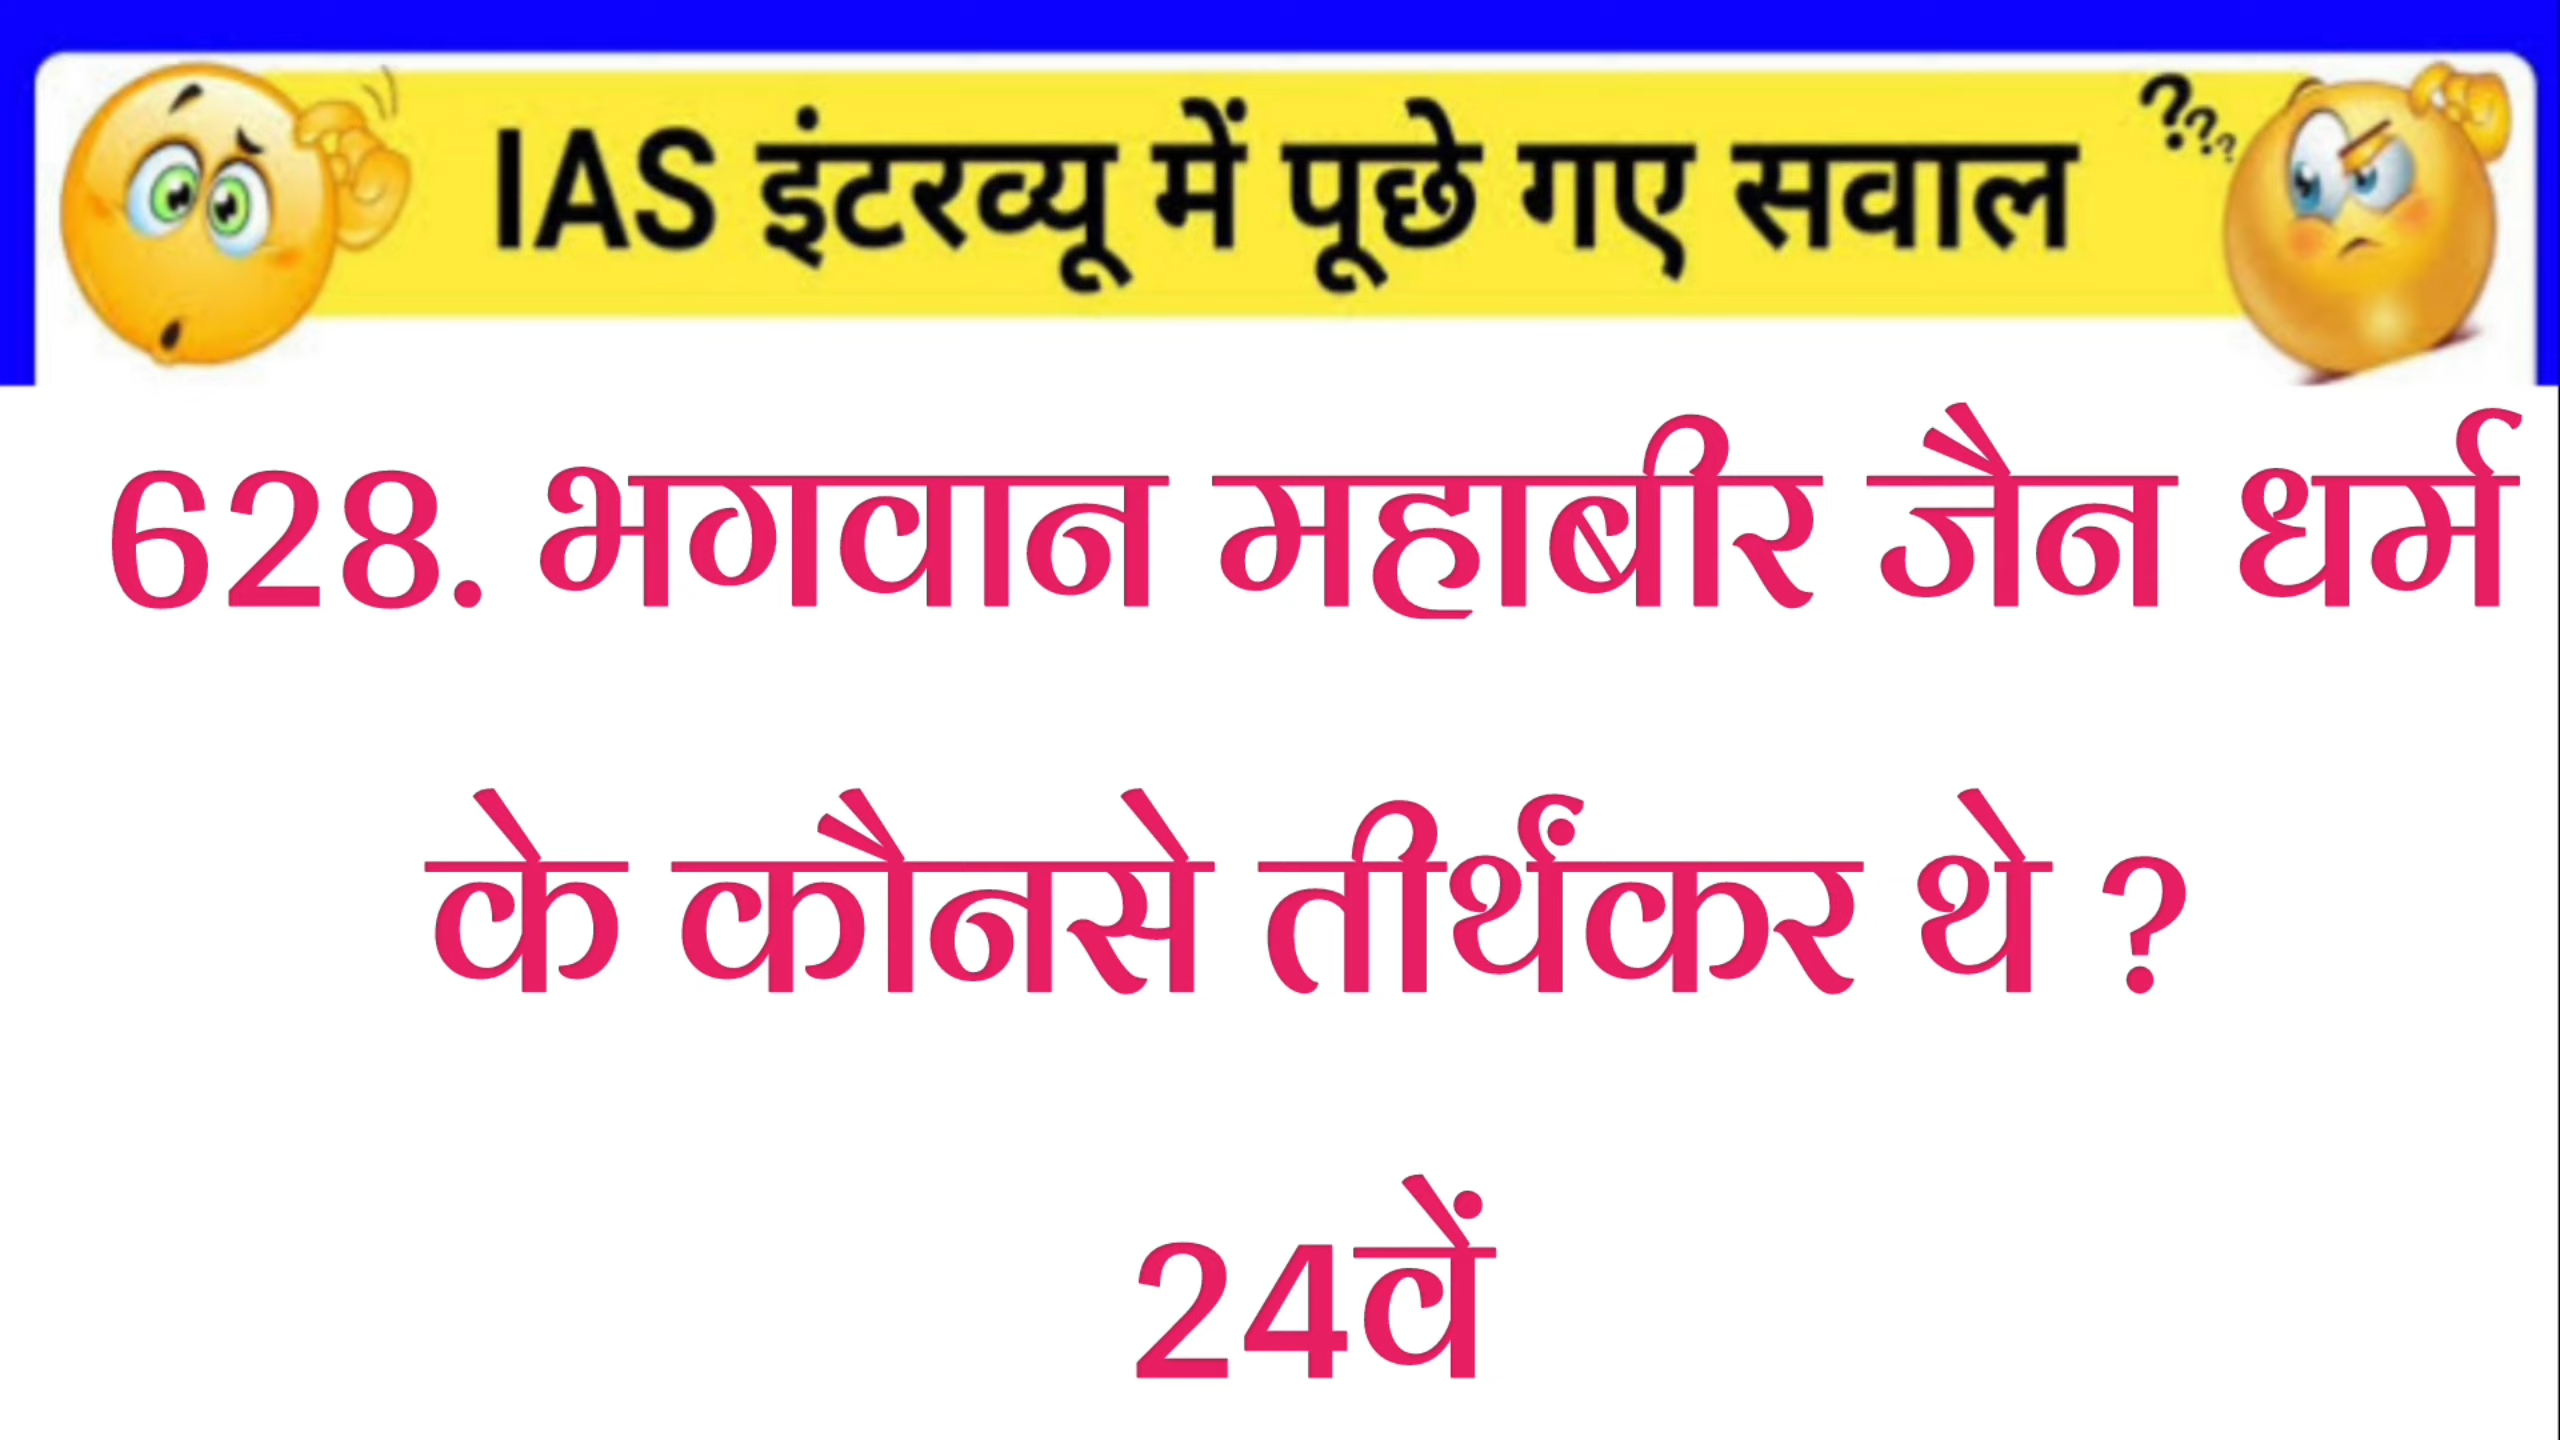 IAS इंटरव्यू में पूछे गए सवाल ???
628. भगवान महाबीर जैन धर्म
के कौनसे तीर्थंकर थे ?
24वें